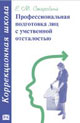 Коррекционная школа
Е.М. Старобина
Профессиональная
подготовка лиц
с умственной
отсталостью